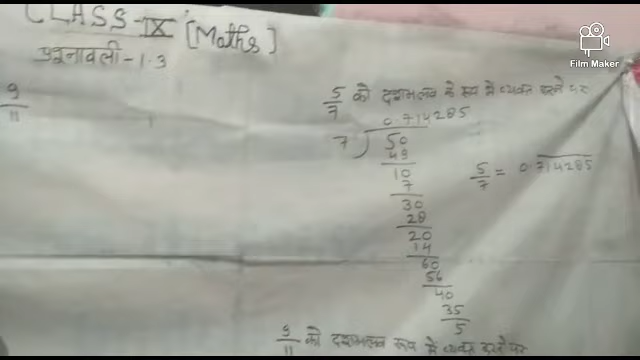 CLASS-IX [Maths]
Film Maker
प्रश्नावली-1.3
9/11
5/7 को दशमलव के रूप में व्यक्त करने पर
0.714285
7) 50
49
10
7
30
28
20
14
60
56
40
35
5
5/7 = 0.714285
9/11 को दशमलव रूप में व्यक्त करने पर